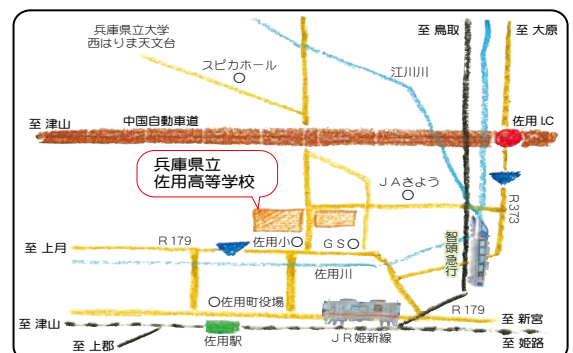 兵庫県立大学
西はりま天文台
スピカホール
至 鳥取
至 大原
江川川
至 津山
中国自動車道
佐用 I.C
兵庫県立
佐用高等学校
JAさよう
R373
智頭急行
至 上月
R 179
佐用小
GS
佐用川
佐用町役場
R 179
至 新宮
至 津山
至 上郡
佐用駅
JR姫新線
至 姫路